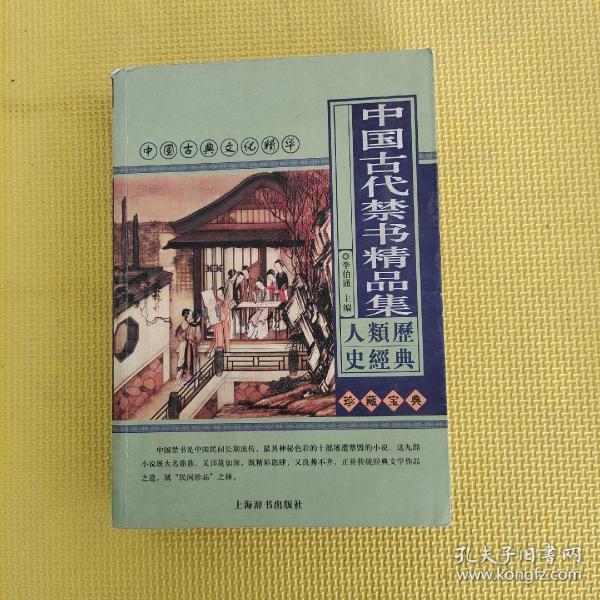 中国古典文化精华
中国古代禁书精品集
◎李伯通 主编
人類歷
史經典
珍藏宝典
中国禁书是中国民间长期流传，最具神秘色彩的十部屡遭禁毁的小说。这九部
小说既大名鼎鼎，又讳莫如深，既精彩恣肆，又良莠不齐，正补传统经典文学作品
之遗，属“民间珍品”之林。
上海辞书出版社
孔夫子旧书网
www.kongfz.com